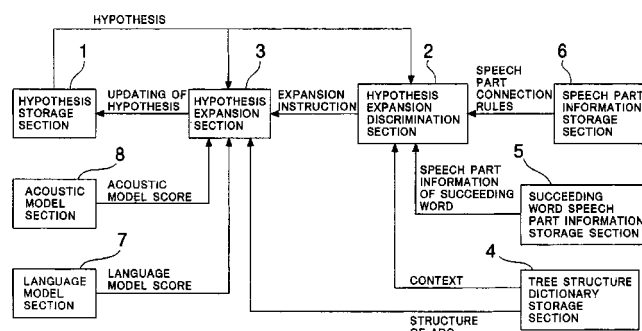 HYPOTHESIS
1
3
2
6
HYPOTHESIS
STORAGE
SECTION
UPDATING OF
HYPOTHESIS
HYPOTHESIS
EXPANSION
SECTION
EXPANSION
INSTRUCTION
HYPOTHESIS
EXPANSION
DISCRIMINATION
SECTION
SPEECH
PART
CONNECTION
RULES
SPEECH PART
INFORMATION
STORAGE
SECTION
8
ACOUSTIC
MODEL
SECTION
ACOUSTIC
MODEL SCORE
SPEECH PART
INFORMATION
OF SUCCEEDING
WORD
5
SUCCEEDING
WORD SPEECH
PART INFORMATION
STORAGE SECTION
7
LANGUAGE
MODEL
SECTION
LANGUAGE
MODEL SCORE
CONTEXT
4
TREE STRUCTURE
DICTIONARY
STORAGE
SECTION
STRUCTURE
OF ARC